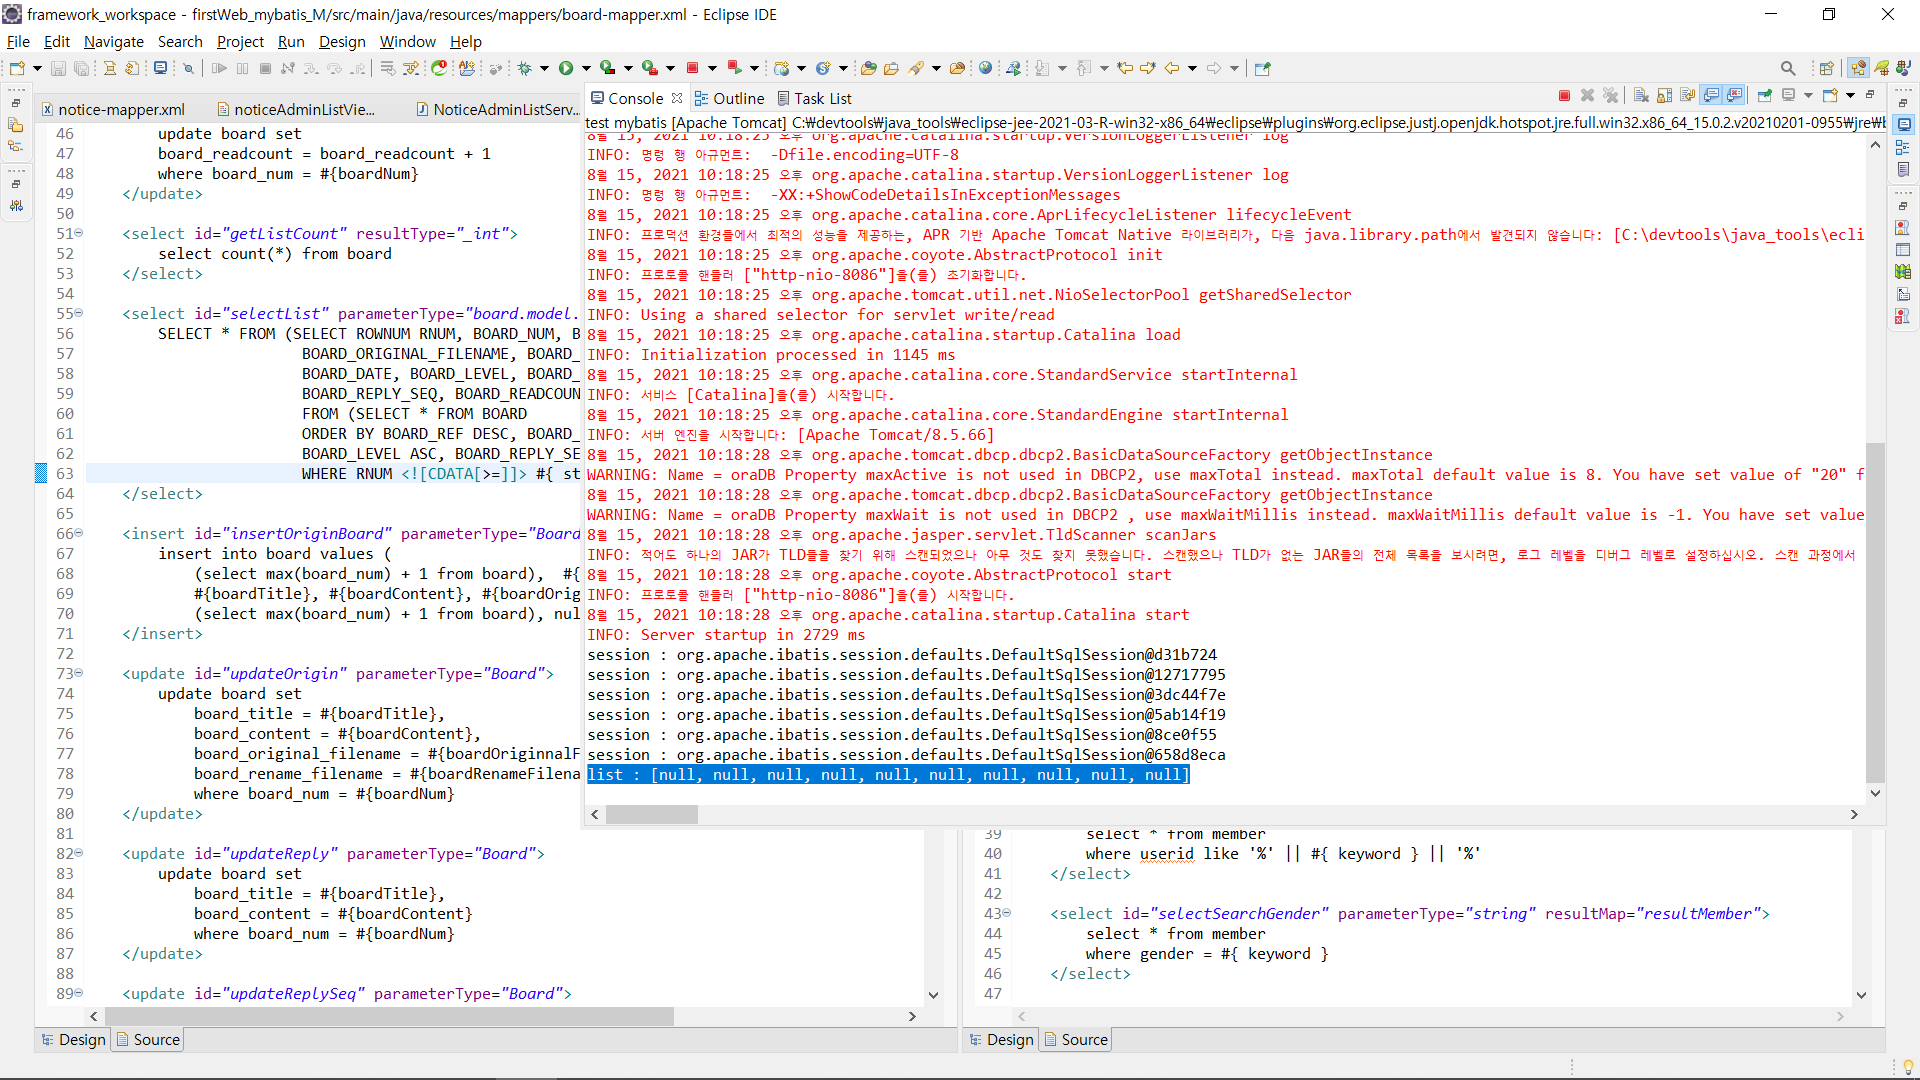 framework_workspace - firstWeb_mybatis_M/src/main/java/resources/mappers/board-mapper.xml - Eclipse IDE
File Edit Navigate Search Project Run Design Window Help
notice-mapper.xml noticeAdminListVie... NoticeAdminListServ...
46 update board set
47 board_readcount = board_readcount + 1
48 where board_num = #{boardNum}
49 </update>
50
51 <select id="getListCount" resultType="_int">
52 select count(*) from board
53 </select>
54
55 <select id="selectList" parameterType="board.model.
56 SELECT * FROM (SELECT ROWNUM RNUM, BOARD_NUM, B
57 BOARD_ORIGINAL_FILENAME, BOARD_
58 BOARD_DATE, BOARD_LEVEL, BOARD_
59 BOARD_REPLY_SEQ, BOARD_READCOUN
60 FROM (SELECT * FROM BOARD
61 ORDER BY BOARD_REF DESC, BOARD_
62 BOARD_LEVEL ASC, BOARD_REPLY_SE
63 WHERE RNUM <![CDATA[>=]]> #{ st
64 </select>
65
66 <insert id="insertOriginBoard" parameterType="Board
67 insert into board values (
68 (select max(board_num) + 1 from board), #{
69 #{boardTitle}, #{boardContent}, #{boardOrig
70 (select max(board_num) + 1 from board), nul
71 </insert>
72
73 <update id="updateOrigin" parameterType="Board">
74 update board set
75 board_title = #{boardTitle},
76 board_content = #{boardContent},
77 board_original_filename = #{boardOriginnalF
78 board_rename_filename = #{boardRenameFilena
79 where board_num = #{boardNum}
80 </update>
81
82 <update id="updateReply" parameterType="Board">
83 update board set
84 board_title = #{boardTitle},
85 board_content = #{boardContent}
86 where board_num = #{boardNum}
87 </update>
88
89 <update id="updateReplySeq" parameterType="Board">
Design Source
Console Outline Task List
test mybatis [Apache Tomcat] C:₩devtools₩java_tools₩eclipse-jee-2021-03-R-win32-x86_64₩eclipse₩plugins₩org.eclipse.justj.openjdk.hotspot.jre.full.win32.x86_64_15.0.2.v20210201-0955₩jre₩b
8월 15, 2021 10:18:25 오후 org.apache.catalina.startup.VersionLoggerListener log
INFO: 명령 행 아규먼트: -Dfile.encoding=UTF-8
8월 15, 2021 10:18:25 오후 org.apache.catalina.startup.VersionLoggerListener log
INFO: 명령 행 아규먼트: -XX:+ShowCodeDetailsInExceptionMessages
8월 15, 2021 10:18:25 오후 org.apache.catalina.core.AprLifecycleListener lifecycleEvent
INFO: 프로덕션 환경들에서 최적의 성능을 제공하는, APR 기반 Apache Tomcat Native 라이브러리가, 다음 java.library.path에서 발견되지 않습니다: [C:\devtools\java_tools\ecli
8월 15, 2021 10:18:25 오후 org.apache.coyote.AbstractProtocol init
INFO: 프로토콜 핸들러 ["http-nio-8086"]을(를) 초기화합니다.
8월 15, 2021 10:18:25 오후 org.apache.tomcat.util.net.NioSelectorPool getSharedSelector
INFO: Using a shared selector for servlet write/read
8월 15, 2021 10:18:25 오후 org.apache.catalina.startup.Catalina load
INFO: Initialization processed in 1145 ms
8월 15, 2021 10:18:25 오후 org.apache.catalina.core.StandardService startInternal
INFO: 서비스 [Catalina]을(를) 시작합니다.
8월 15, 2021 10:18:25 오후 org.apache.catalina.core.StandardEngine startInternal
INFO: 서버 엔진을 시작합니다: [Apache Tomcat/8.5.66]
8월 15, 2021 10:18:28 오후 org.apache.tomcat.dbcp.dbcp2.BasicDataSourceFactory getObjectInstance
WARNING: Name = oraDB Property maxActive is not used in DBCP2, use maxTotal instead. maxTotal default value is 8. You have set value of "20" f
8월 15, 2021 10:18:28 오후 org.apache.tomcat.dbcp.dbcp2.BasicDataSourceFactory getObjectInstance
WARNING: Name = oraDB Property maxWait is not used in DBCP2 , use maxWaitMillis instead. maxWaitMillis default value is -1. You have set value
8월 15, 2021 10:18:28 오후 org.apache.jasper.servlet.TldScanner scanJars
INFO: 적어도 하나의 JAR가 TLD들을 찾기 위해 스캔되었으나 아무 것도 찾지 못했습니다. 스캔했으나 TLD가 없는 JAR들의 전체 목록을 보시려면, 로그 레벨을 디버그 레벨로 설정하십시오. 스캔 과정에서
8월 15, 2021 10:18:28 오후 org.apache.coyote.AbstractProtocol start
INFO: 프로토콜 핸들러 ["http-nio-8086"]을(를) 시작합니다.
8월 15, 2021 10:18:28 오후 org.apache.catalina.startup.Catalina start
INFO: Server startup in 2729 ms
session : org.apache.ibatis.session.defaults.DefaultSqlSession@d31b724
session : org.apache.ibatis.session.defaults.DefaultSqlSession@12717795
session : org.apache.ibatis.session.defaults.DefaultSqlSession@3dc44f7e
session : org.apache.ibatis.session.defaults.DefaultSqlSession@5ab14f19
session : org.apache.ibatis.session.defaults.DefaultSqlSession@8ce0f55
session : org.apache.ibatis.session.defaults.DefaultSqlSession@658d8eca
list : [null, null, null, null, null, null, null, null, null, null]
39 select * from member
40 where userid like '%' || #{ keyword } || '%'
41 </select>
42
43 <select id="selectSearchGender" parameterType="string" resultMap="resultMember">
44 select * from member
45 where gender = #{ keyword }
46 </select>
47
Design Source